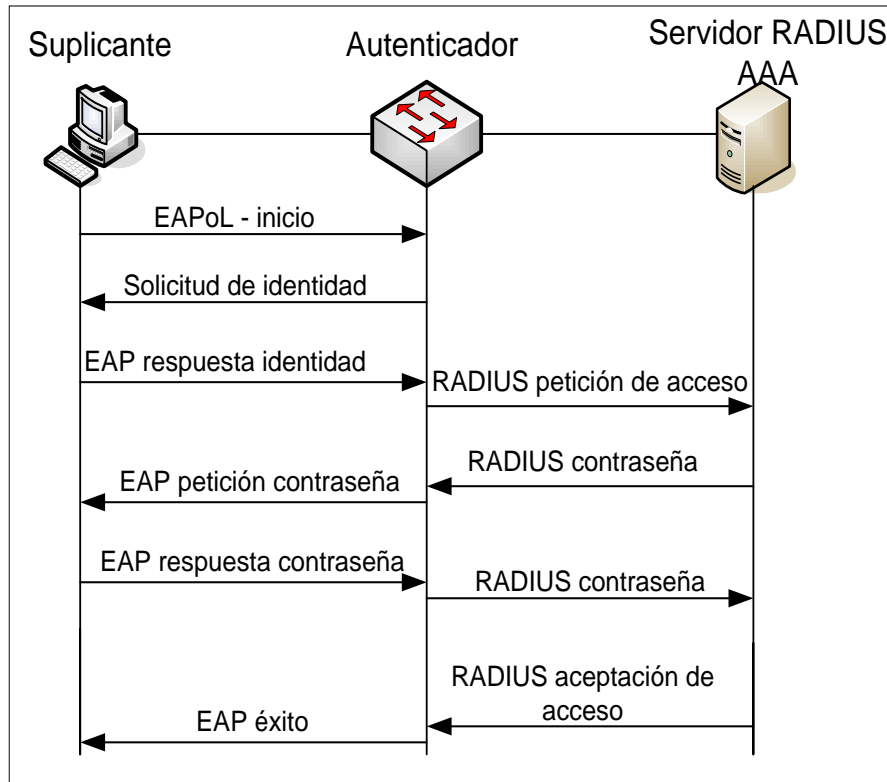 Suplicante
Autenticador
Servidor RADIUS
AAA
EAPoL - inicio
Solicitud de identidad
EAP respuesta identidad
RADIUS petición de acceso
RADIUS contraseña
EAP petición contraseña
EAP respuesta contraseña
RADIUS contraseña
RADIUS aceptación de
acceso
EAP éxito